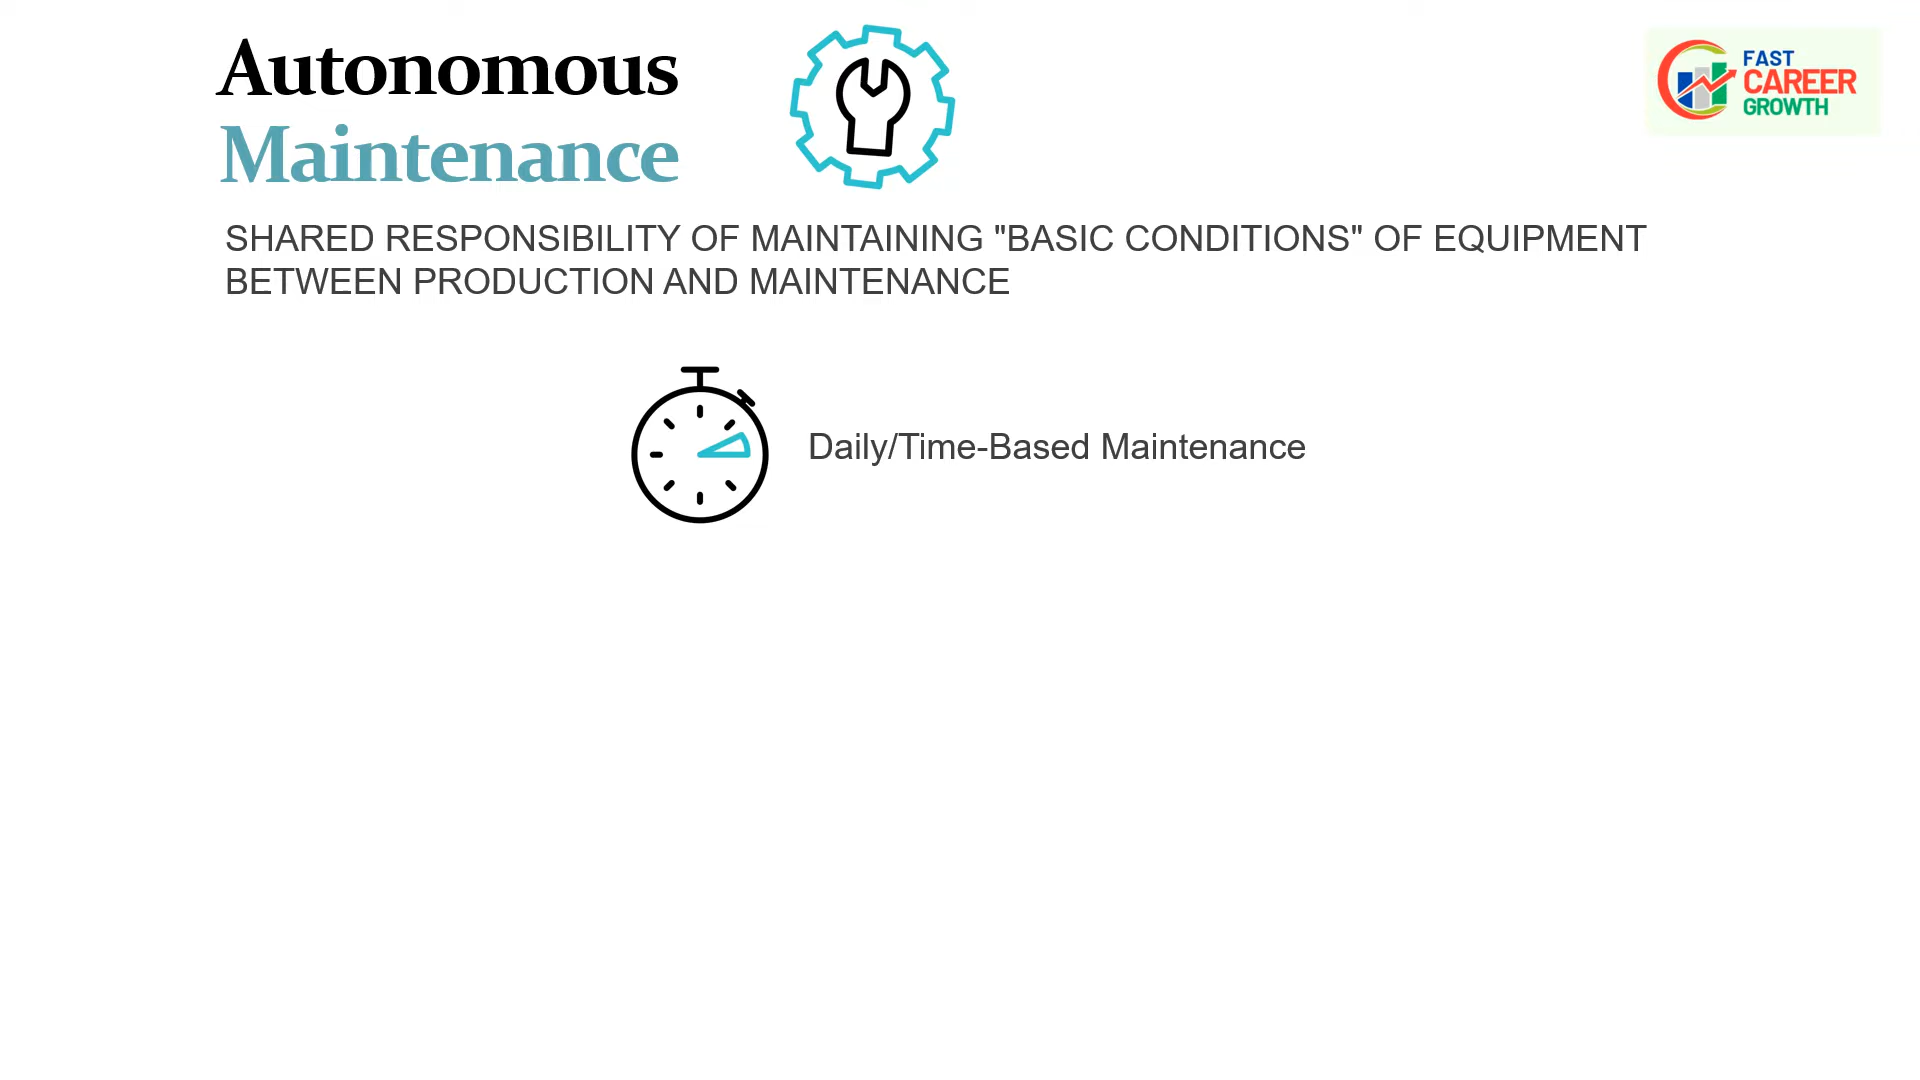 Autonomous
Maintenance
FAST
CAREER
GROWTH
SHARED RESPONSIBILITY OF MAINTAINING "BASIC CONDITIONS" OF EQUIPMENT
BETWEEN PRODUCTION AND MAINTENANCE
Daily/Time-Based Maintenance